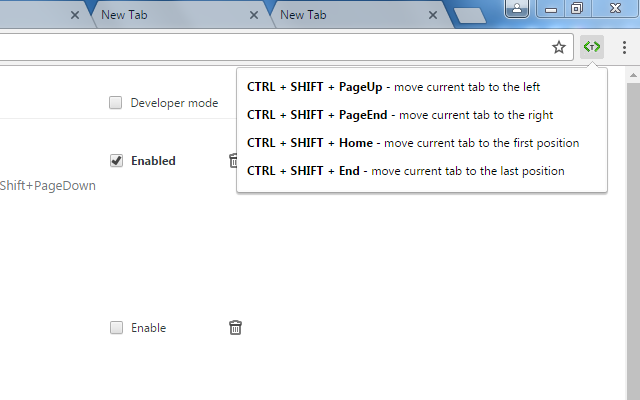 New Tab
New Tab
CTRL + SHIFT + PageUp - move current tab to the left
Developer mode
CTRL + SHIFT + PageEnd - move current tab to the right
CTRL + SHIFT + Home - move current tab to the first position
Enabled
CTRL + SHIFT + End - move current tab to the last position
Shift+PageDown
Enable